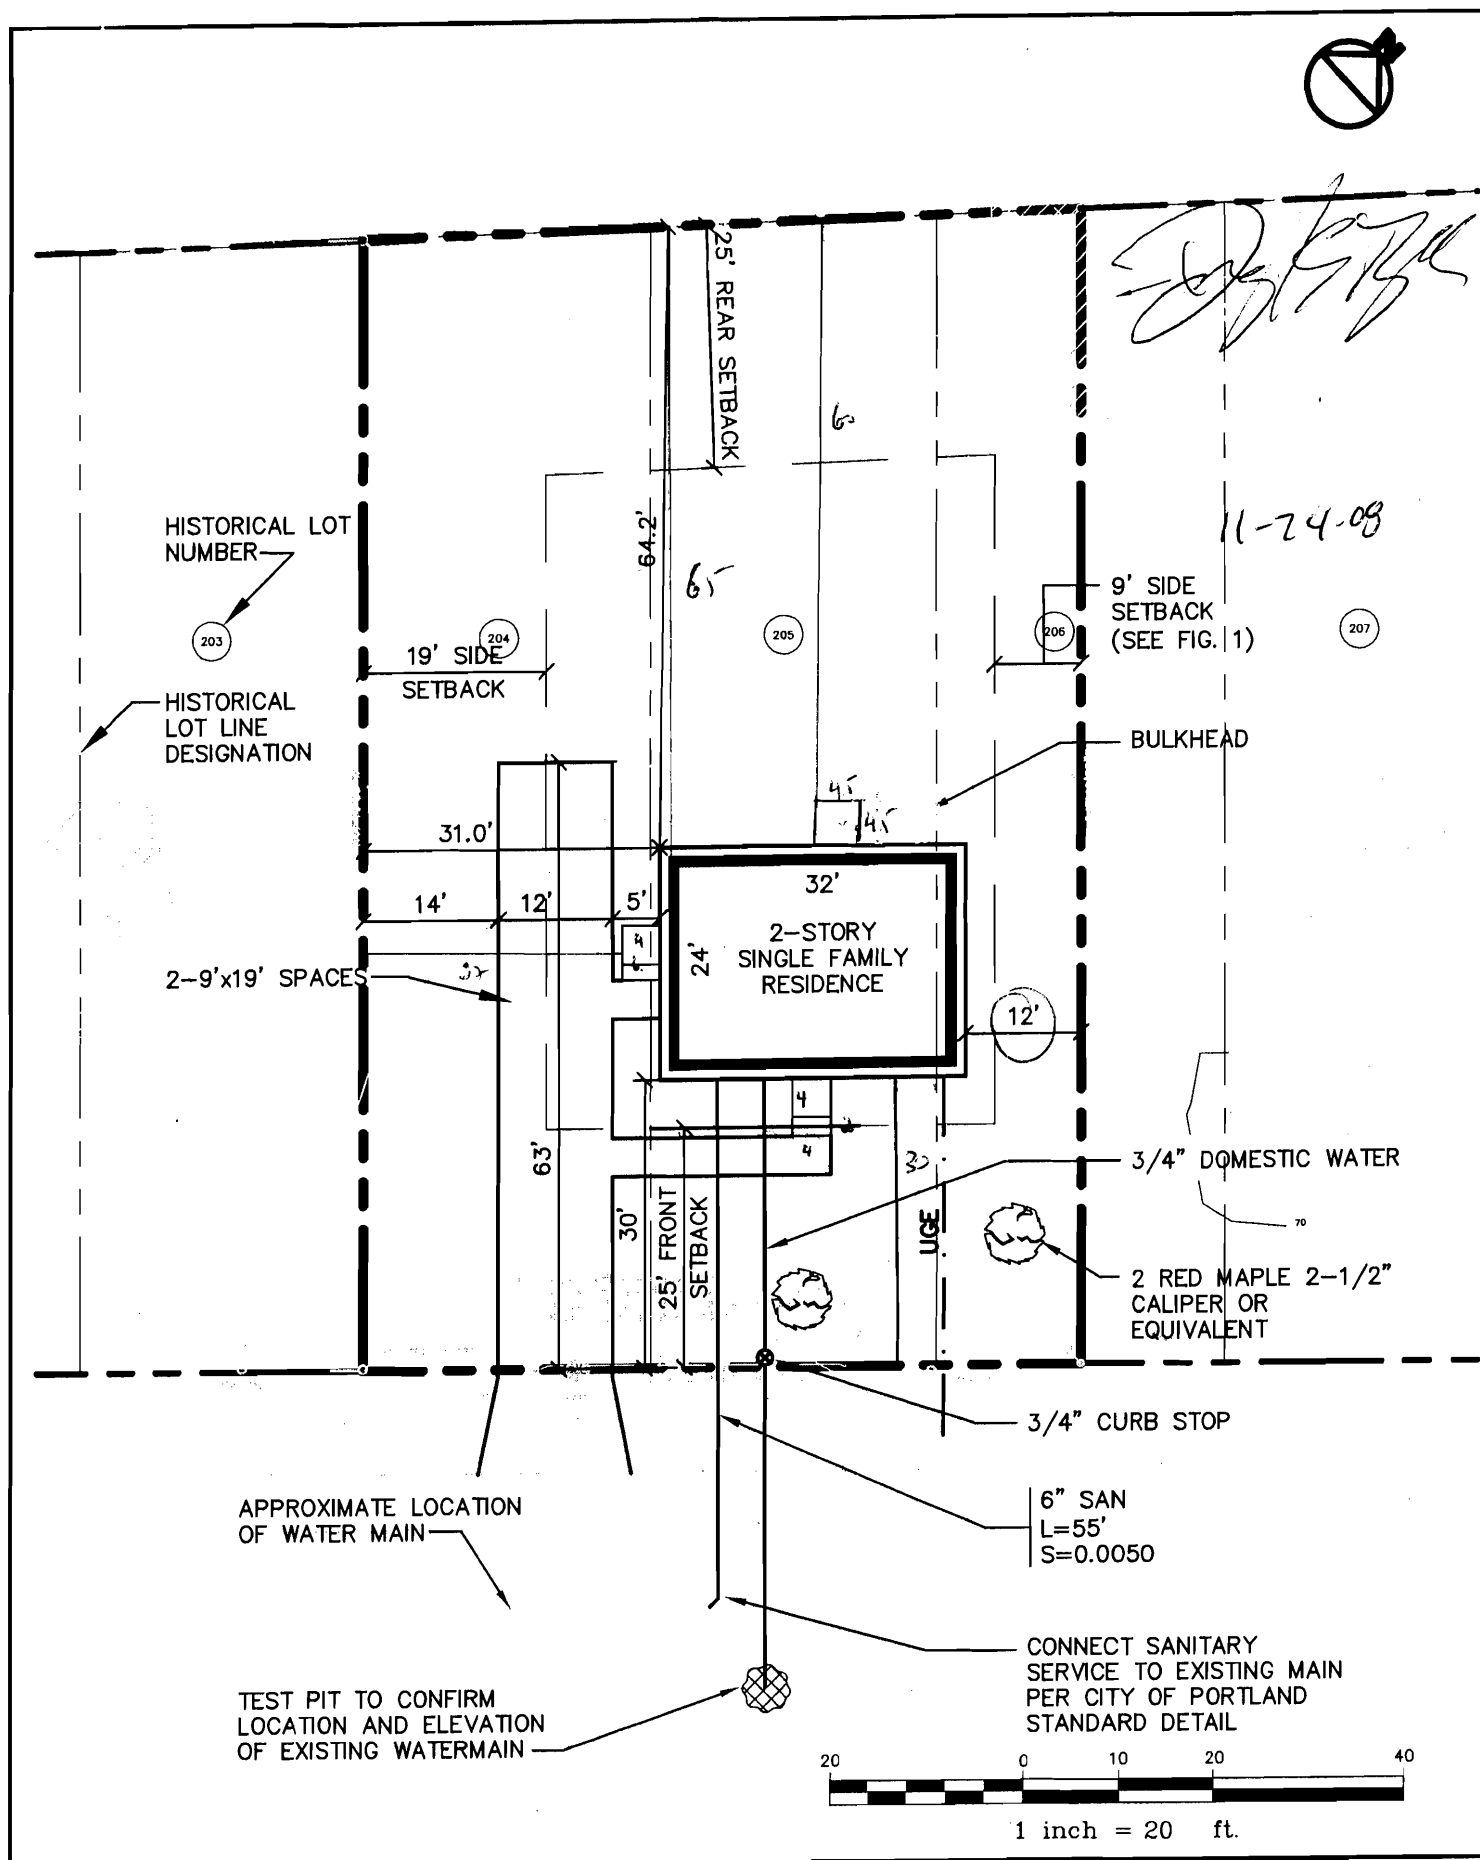 25' REAR SETBACK
60
64.2'
65
HISTORICAL LOT
NUMBER
11-24-08
9' SIDE
SETBACK
(SEE FIG. 1)
203
204
205
206
207
19' SIDE
SETBACK
HISTORICAL
LOT LINE
DESIGNATION
BULKHEAD
45
45
31.0'
32'
14'
12'
5'
2-STORY
SINGLE FAMILY
RESIDENCE
24'
4
2-9'x19' SPACES
12'
4
4
63'
30'
25' FRONT
SETBACK
30
UGE
3/4" DOMESTIC WATER
70
2 RED MAPLE 2-1/2"
CALIPER OR
EQUIVALENT
3/4" CURB STOP
6" SAN
L=55'
S=0.0050
APPROXIMATE LOCATION
OF WATER MAIN
CONNECT SANITARY
SERVICE TO EXISTING MAIN
PER CITY OF PORTLAND
STANDARD DETAIL
TEST PIT TO CONFIRM
LOCATION AND ELEVATION
OF EXISTING WATERMAIN
20 0 10 20 40
1 inch = 20 ft.